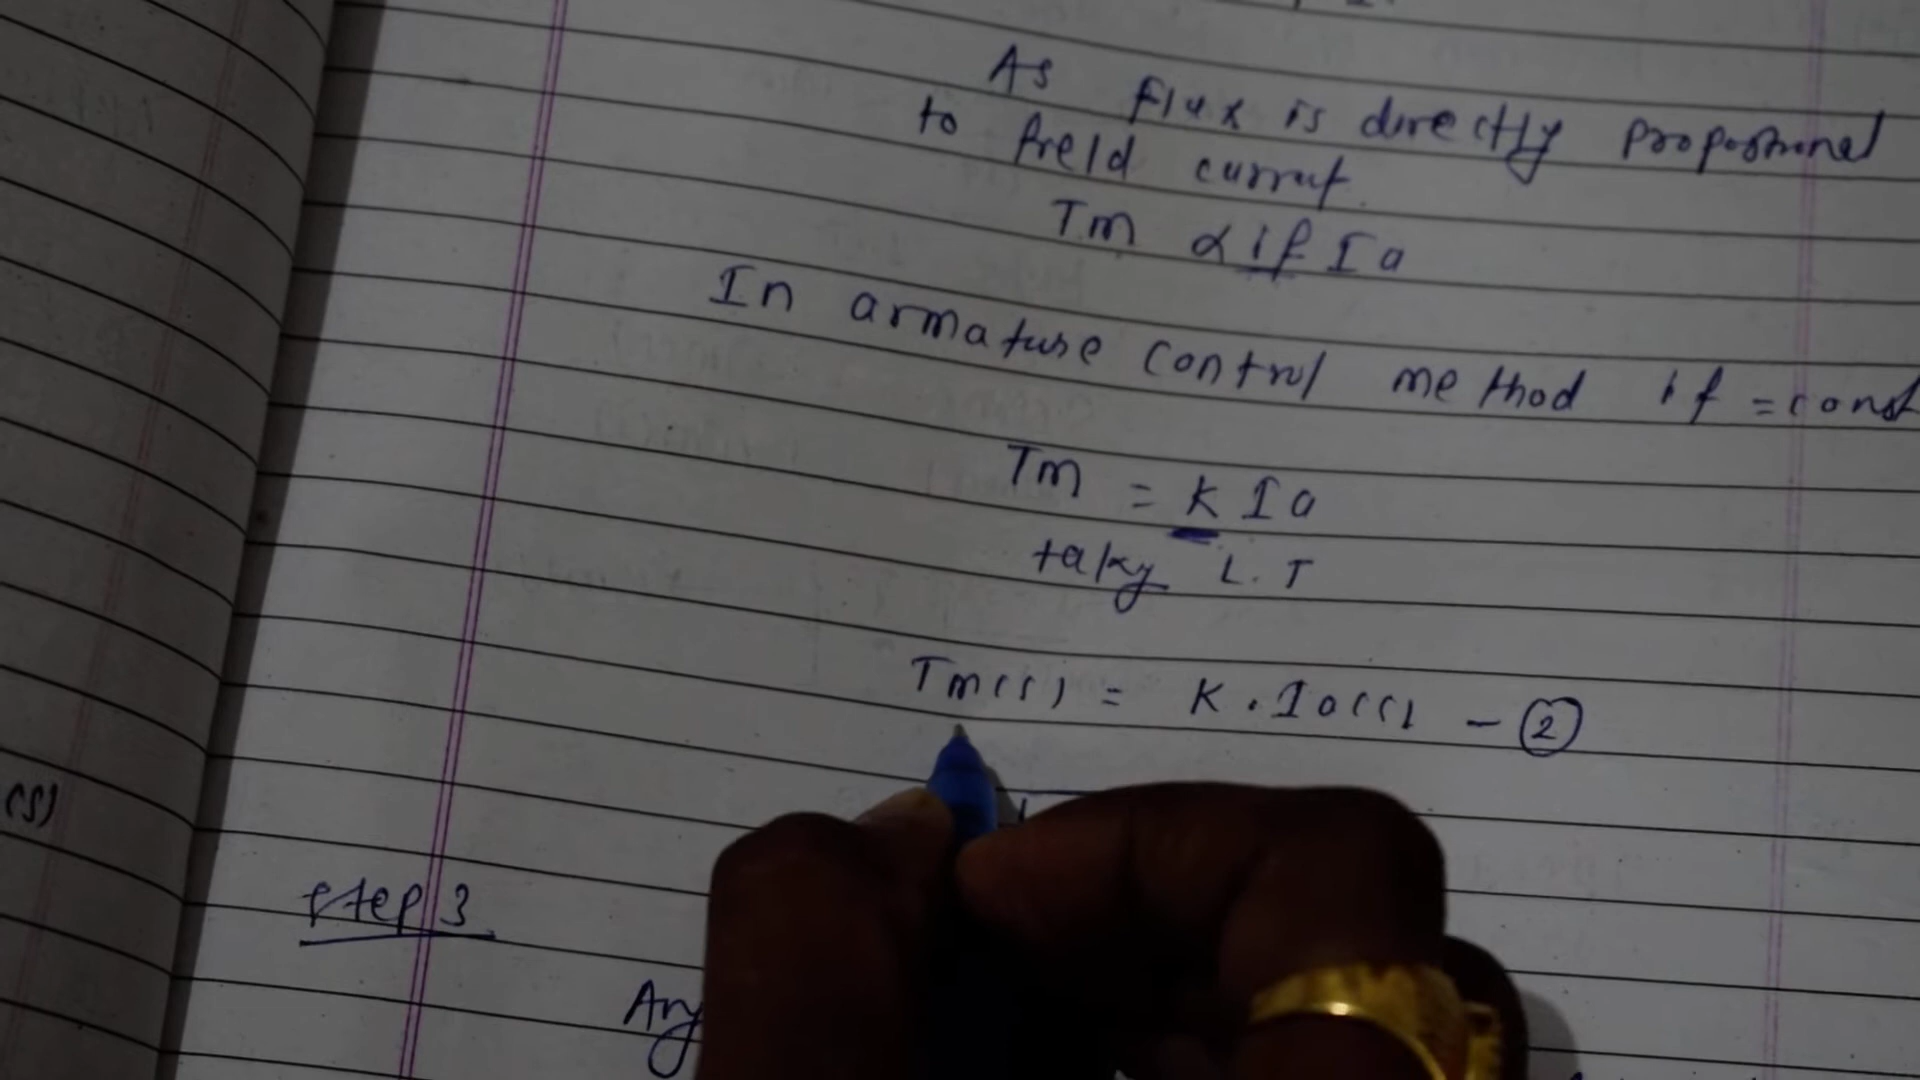 As flux is directly proportional
to field current.
Tm α if Ia
In armature control method if = const
Tm = K Ia
taky L.T
Tm(s) = K . Ia(s) - ②
(s)
step 3